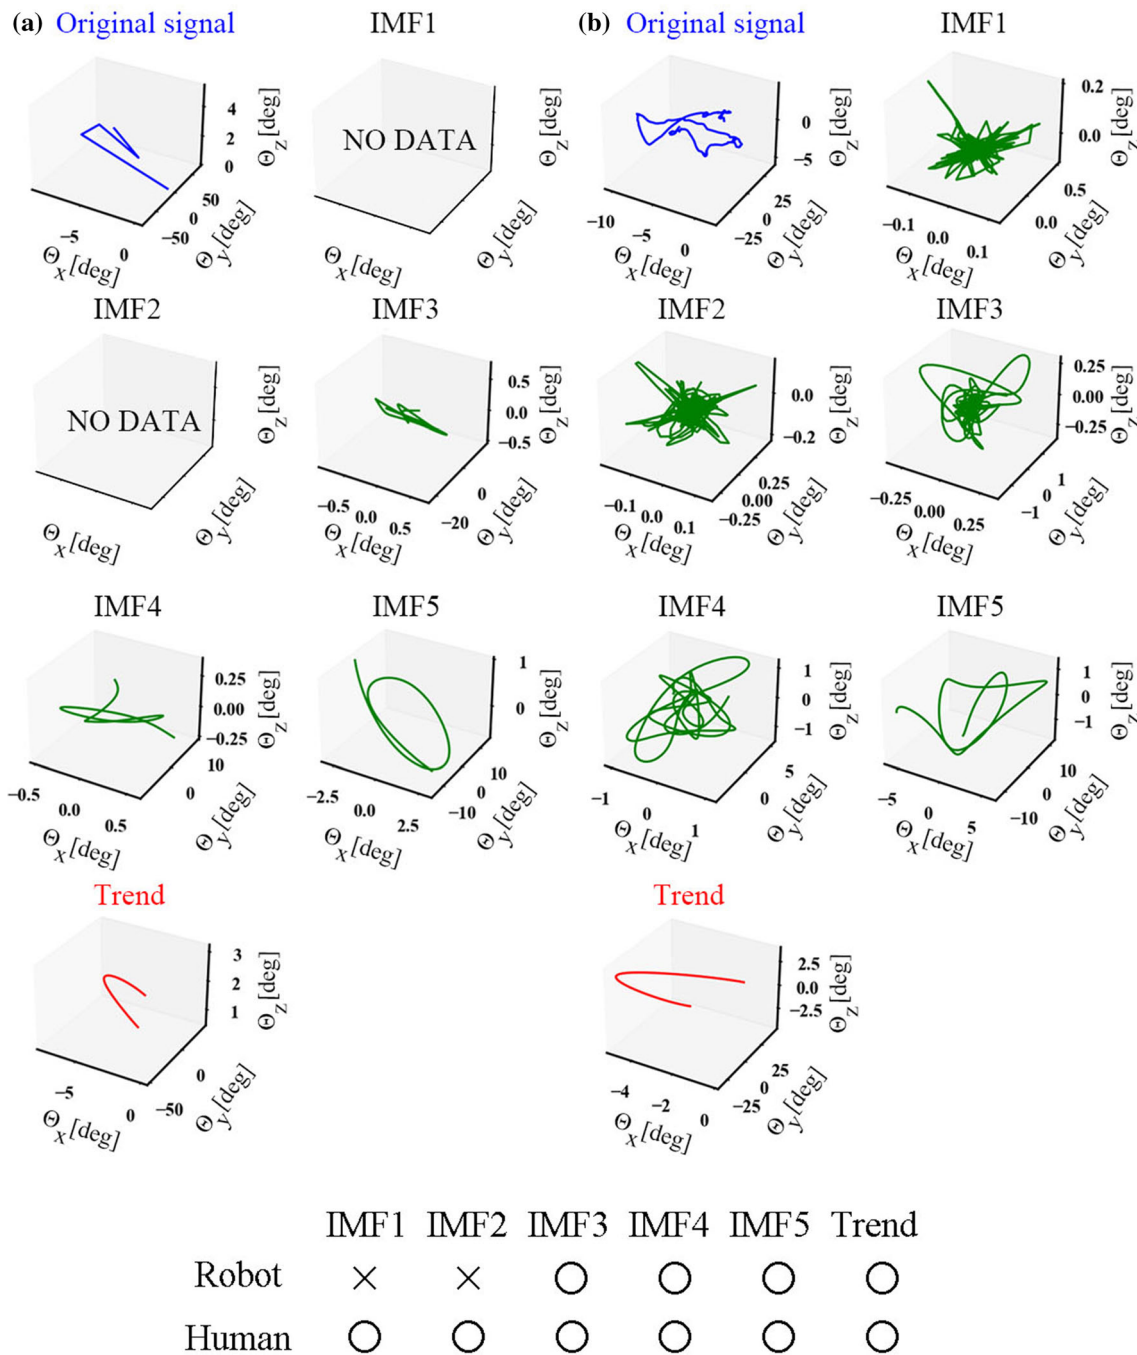 (a) Original signal IMF1 (b) Original signal IMF1
4
2
0
Θz[deg]
50
0
−50
Θy[deg]
−5
0
Θx[deg]
NO DATA
Θz[deg]
Θy[deg]
Θx[deg]
0
−5
Θz[deg]
25
0
−25
Θy[deg]
−10
−5
0
Θx[deg]
0.2
0.0
Θz[deg]
0.5
0.0
Θy[deg]
−0.1
0.0
0.1
Θx[deg]
IMF2 IMF3 IMF2 IMF3
NO DATA
Θz[deg]
Θy[deg]
Θx[deg]
0.5
0.0
−0.5
Θz[deg]
0
−20
Θy[deg]
−0.5
0.0
0.5
Θx[deg]
0.0
−0.2
Θz[deg]
0.25
0.00
−0.25
Θy[deg]
−0.1
0.0
0.1
Θx[deg]
0.25
0.00
−0.25
Θz[deg]
1
0
−1
Θy[deg]
−0.25
0.00
0.25
Θx[deg]
IMF4 IMF5 IMF4 IMF5
0.25
0.00
−0.25
Θz[deg]
10
0
Θy[deg]
−0.5
0.0
0.5
Θx[deg]
1
0
Θz[deg]
10
0
−10
Θy[deg]
−2.5
0.0
2.5
Θx[deg]
1
0
−1
Θz[deg]
5
0
Θy[deg]
−1
0
1
Θx[deg]
1
0
−1
Θz[deg]
10
0
−10
Θy[deg]
−5
0
5
Θx[deg]
Trend Trend
3
2
1
Θz[deg]
0
−50
Θy[deg]
−5
0
Θx[deg]
2.5
0.0
−2.5
Θz[deg]
25
0
−25
Θy[deg]
−4
−2
0
Θx[deg]
IMF1 IMF2 IMF3 IMF4 IMF5 Trend
Robot × × ○ ○ ○ ○
Human ○ ○ ○ ○ ○ ○